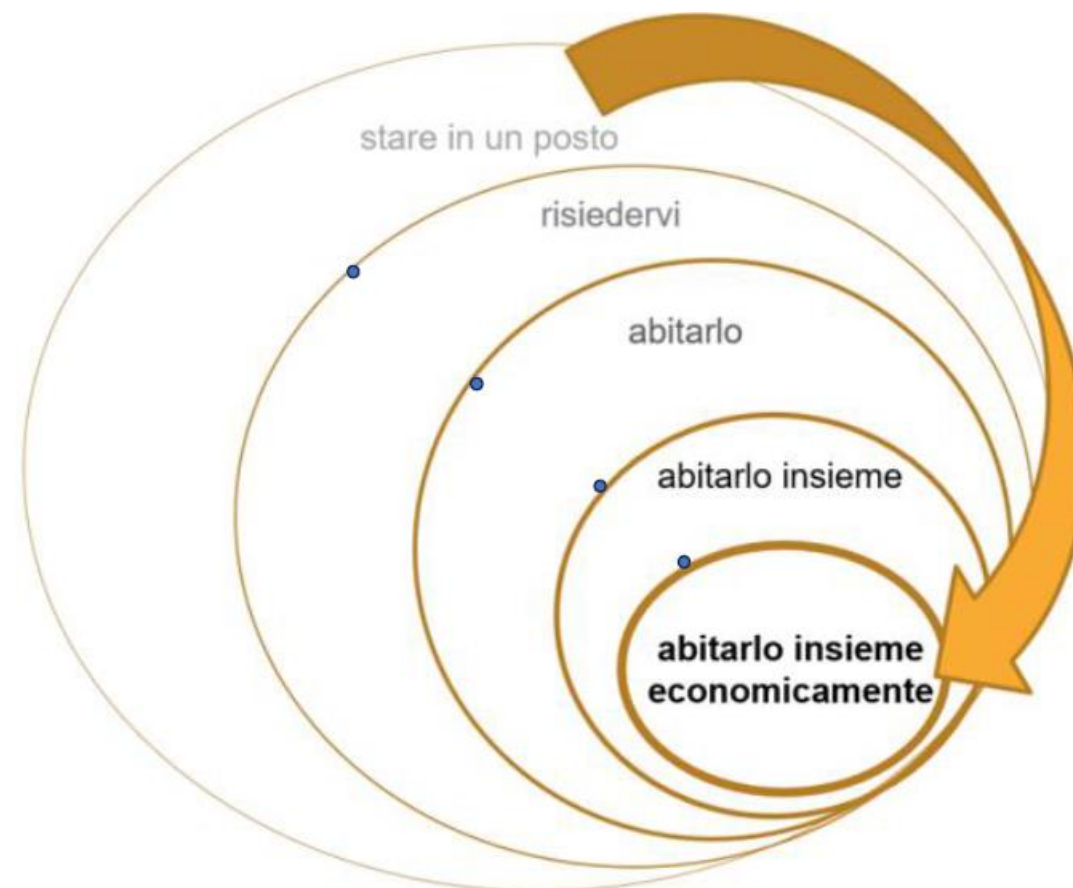 stare in un posto
risiedervi
abitarlo
abitarlo insieme
abitarlo insieme
economicamente